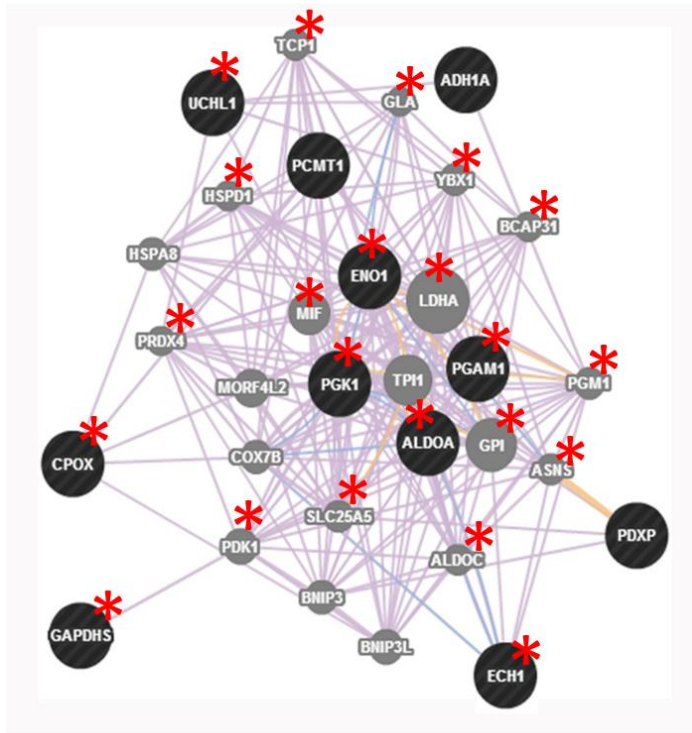 TCP1
ADH1A
UCHL1
GLA
PCMT1
YBX1
HSPD1
BCAP31
HSPA8
ENO1
LDHA
MIF
PRDX4
PGAM1
TPI1
PGK1
PGM1
MORF4L2
ALDOA
GPI
COX7B
CPOX
ASNS
SLC25A5
PDXP
PDK1
ALDOC
BNIP3
GAPDHS
BNIP3L
ECH1